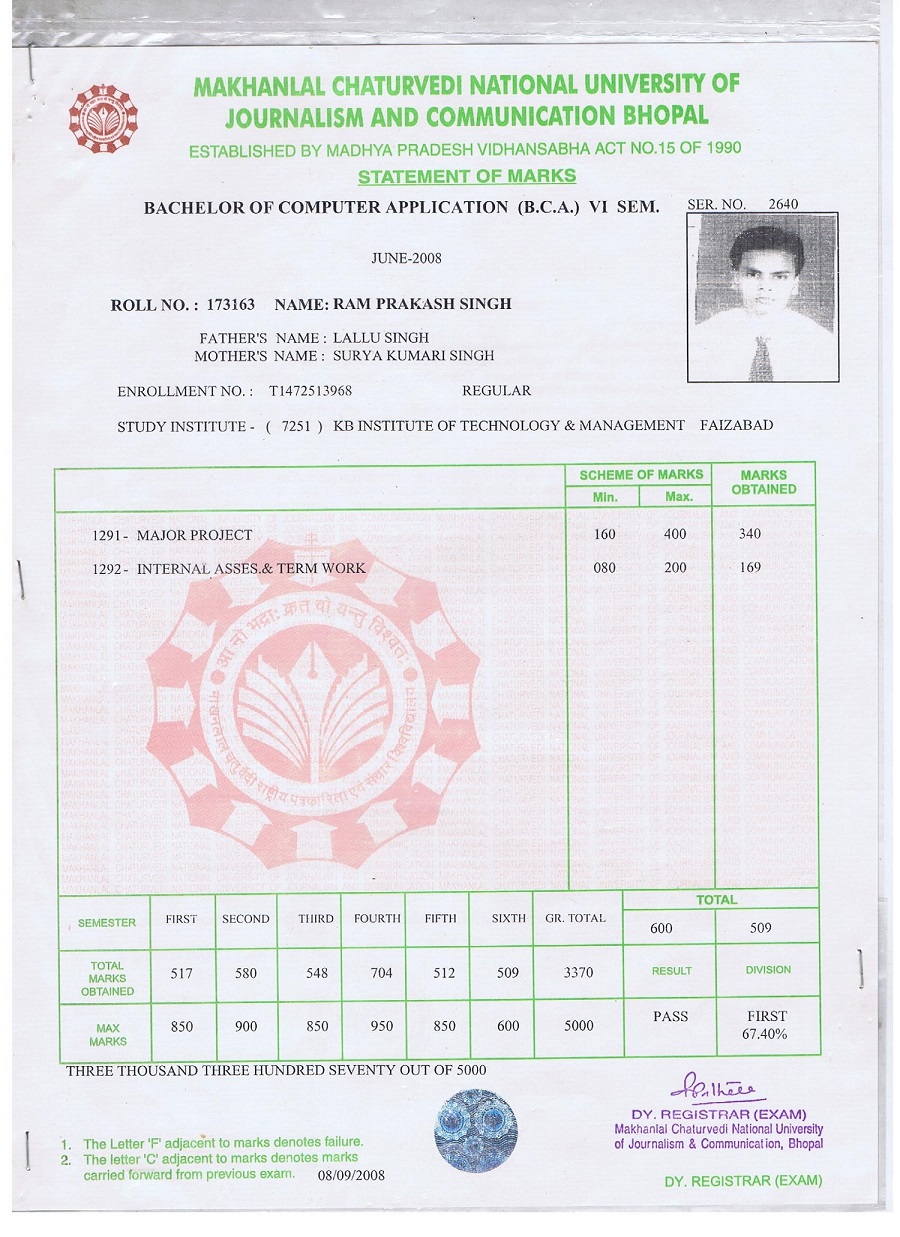 MAKHANLAL CHATURVEDI NATIONAL UNIVERSITY OF
JOURNALISM AND COMMUNICATION BHOPAL
ESTABLISHED BY MADHYA PRADESH VIDHANSABHA ACT NO.15 OF 1990
STATEMENT OF MARKS
BACHELOR OF COMPUTER APPLICATION (B.C.A.) VI SEM.
SER. NO. 2640
JUNE-2008
ROLL NO. : 173163 NAME: RAM PRAKASH SINGH
FATHER'S NAME : LALLU SINGH
MOTHER'S NAME : SURYA KUMARI SINGH
ENROLLMENT NO. : T1472513968 REGULAR
STUDY INSTITUTE - ( 7251 ) KB INSTITUTE OF TECHNOLOGY & MANAGEMENT FAIZABAD
SCHEME OF MARKS MARKS OBTAINED
Min. Max.
1291- MAJOR PROJECT 160 400 340
1292- INTERNAL ASSES.& TERM WORK 080 200 169
आ नो भद्राः क्रतवो यन्तु विश्वतः
माखनलाल चतुर्वेदी राष्ट्रीय पत्रकारिता एवं संचार विश्वविद्यालय
SEMESTER FIRST SECOND THIRD FOURTH FIFTH SIXTH GR. TOTAL TOTAL
600 509
TOTAL MARKS OBTAINED 517 580 548 704 512 509 3370 RESULT DIVISION
MAX MARKS 850 900 850 950 850 600 5000 PASS FIRST 67.40%
THREE THOUSAND THREE HUNDRED SEVENTY OUT OF 5000
DY. REGISTRAR (EXAM)
Makhanlal Chaturvedi National University
of Journalism & Communication, Bhopal
1. The Letter 'F' adjacent to marks denotes failure.
2. The letter 'C' adjacent to marks denotes marks
carried forward from previous exam. 08/09/2008
DY. REGISTRAR (EXAM)